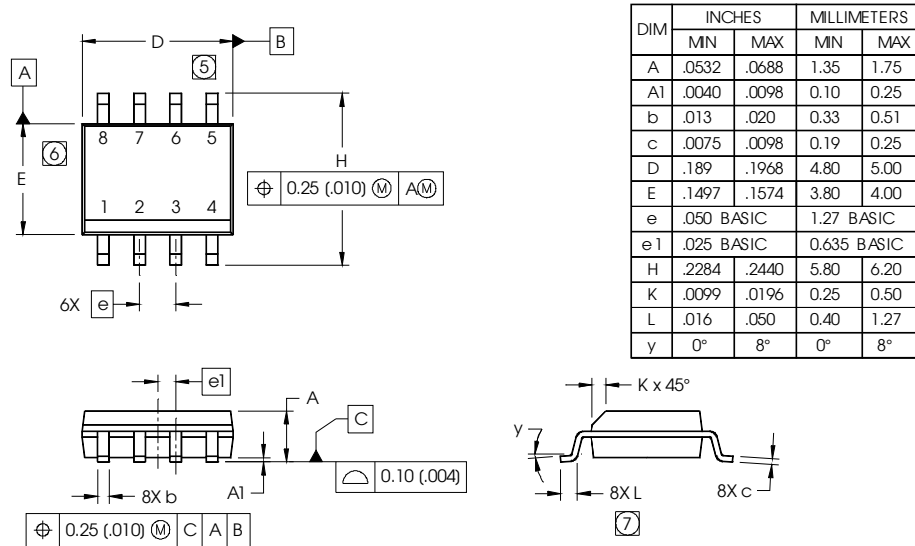 D
B
5
A
8 7 6 5
6
E
H
⌖ 0.25 (.010) Ⓜ A Ⓜ
1 2 3 4
6X e
DIM INCHES MILLIMETERS
MIN MAX MIN MAX
A .0532 .0688 1.35 1.75
A1 .0040 .0098 0.10 0.25
b .013 .020 0.33 0.51
c .0075 .0098 0.19 0.25
D .189 .1968 4.80 5.00
E .1497 .1574 3.80 4.00
e .050 BASIC 1.27 BASIC
e1 .025 BASIC 0.635 BASIC
H .2284 .2440 5.80 6.20
K .0099 .0196 0.25 0.50
L .016 .050 0.40 1.27
y 0° 8° 0° 8°
e1
A
C
⌓ 0.10 (.004)
A1
8X b
⌖ 0.25 (.010) Ⓜ C A B
K x 45°
y
8X L
8X c
7